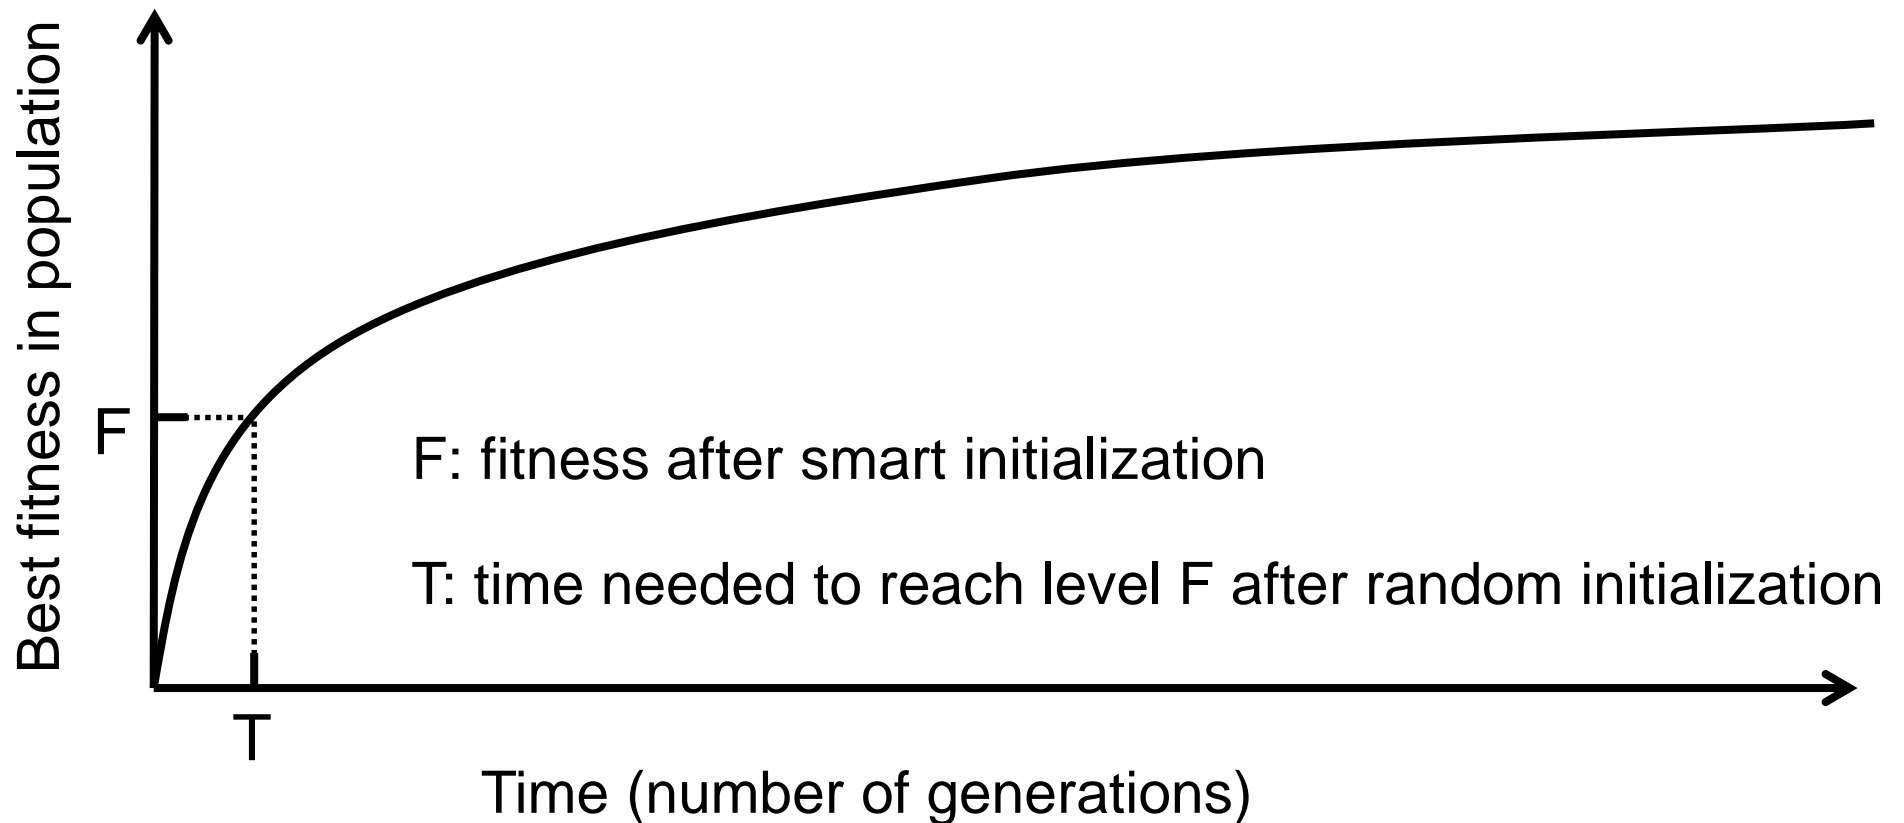 Best fitness in population
F
F: fitness after smart initialization
T: time needed to reach level F after random initialization
T
Time (number of generations)